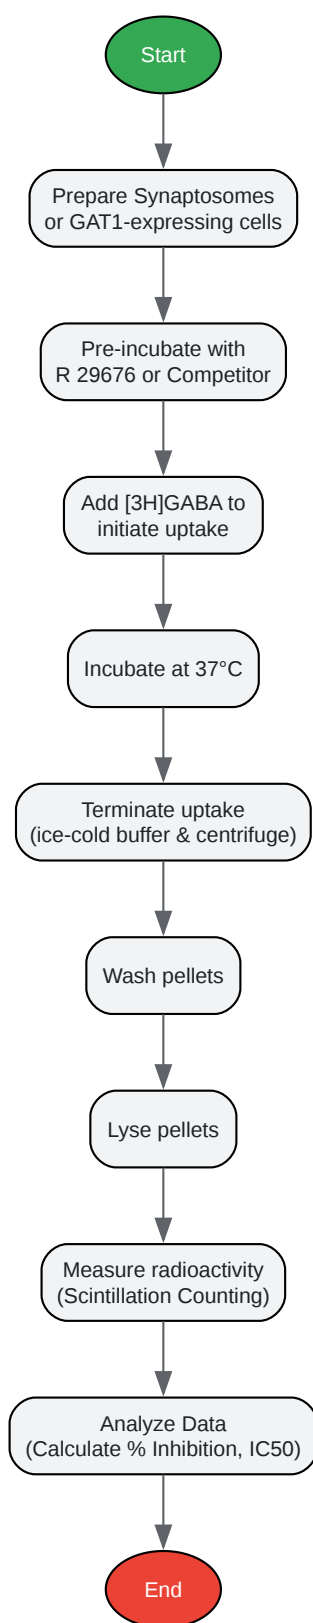 Start
Prepare Synaptosomes
or GAT1-expressing cells
Pre-incubate with
R 29676 or Competitor
Add [3H]GABA to
initiate uptake
Incubate at 37°C
Terminate uptake
(ice-cold buffer & centrifuge)
Wash pellets
Lyse pellets
Measure radioactivity
(Scintillation Counting)
Analyze Data
(Calculate % Inhibition, IC50)
End